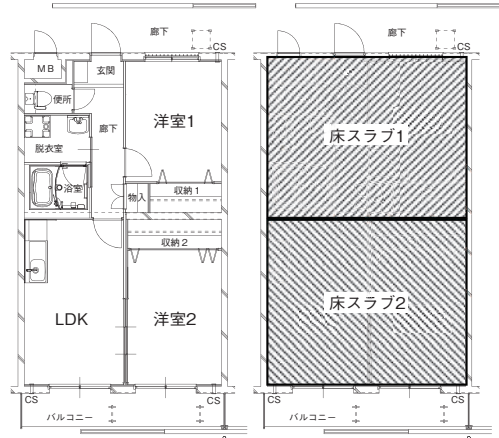 廊下
CS
MB
玄関
便所
廊下
洋室1
脱衣室
浴室
物入
収納1
収納2
LDK
洋室2
CS
CS
バルコニー
廊下
CS
床スラブ1
床スラブ2
CS
CS
バルコニー